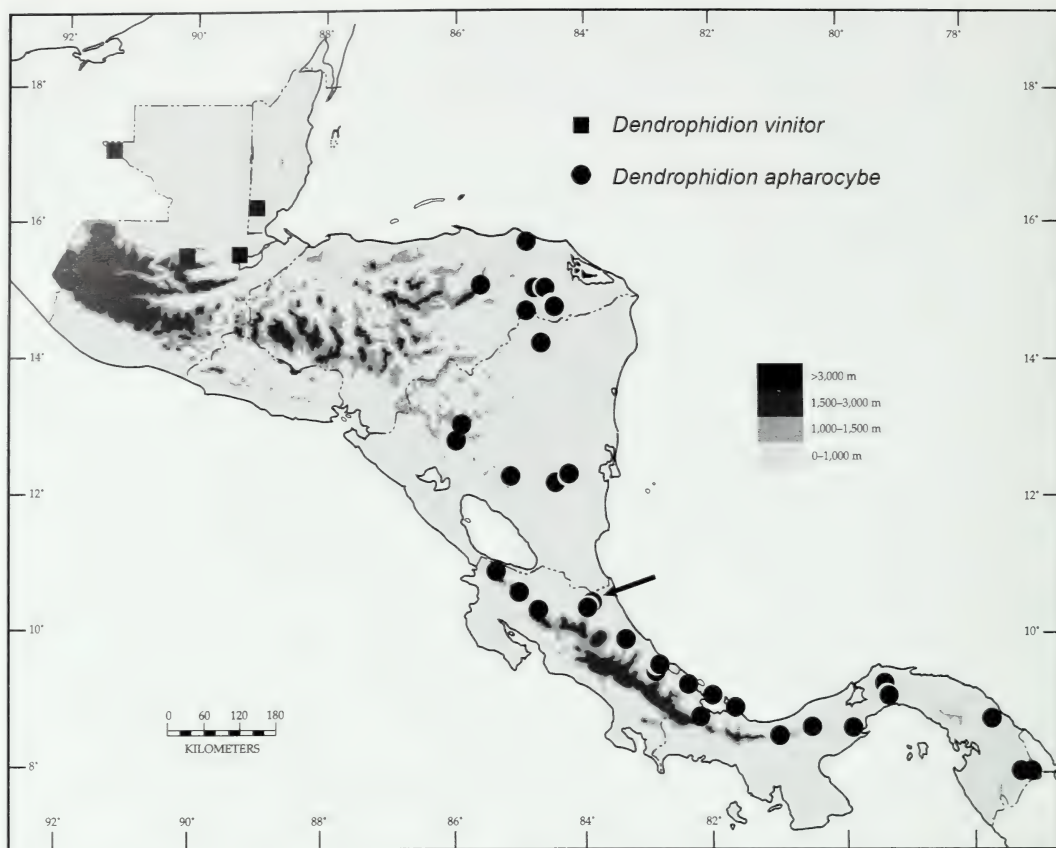 92° 90° 88° 86° 84° 82° 80° 78°
18° 18°
Dendrophidion vinitor
Dendrophidion apharocybe
16° 16°
14° 14°
>3,000 m
1,500–3,000 m
1,000–1,500 m
0–1,000 m
12° 12°
10° 10°
0 60 120 180
KILOMETERS
8° 8°
92° 90° 88° 86° 84° 82° 80° 78°